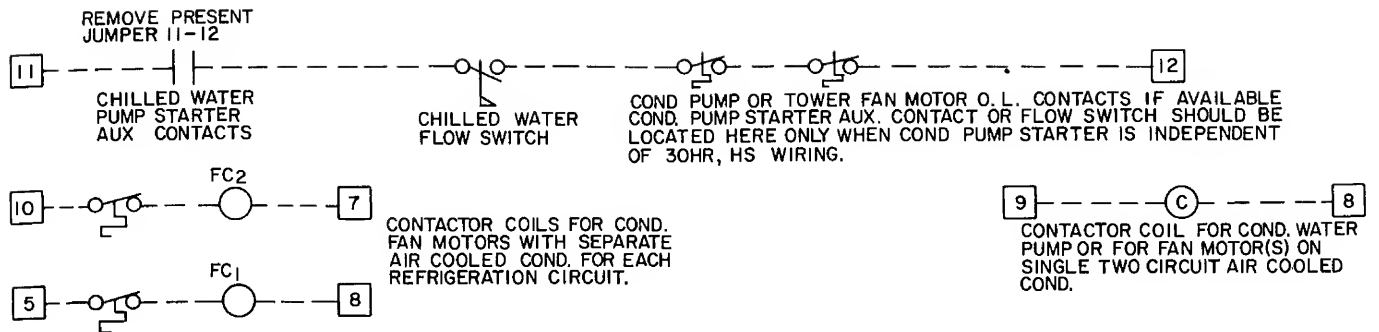 REMOVE PRESENT
JUMPER 11-12
11
12
CHILLED WATER
PUMP STARTER
AUX CONTACTS
CHILLED WATER
FLOW SWITCH
COND PUMP OR TOWER FAN MOTOR O.L. CONTACTS IF AVAILABLE
COND. PUMP STARTER AUX. CONTACT OR FLOW SWITCH SHOULD BE
LOCATED HERE ONLY WHEN COND PUMP STARTER IS INDEPENDENT
OF 30HR, HS WIRING.
10
FC2
7
CONTACTOR COILS FOR COND.
FAN MOTORS WITH SEPARATE
AIR COOLED COND. FOR EACH
REFRIGERATION CIRCUIT.
5
FC1
8
9
C
8
CONTACTOR COIL FOR COND. WATER
PUMP OR FOR FAN MOTOR(S) ON
SINGLE TWO CIRCUIT AIR COOLED
COND.